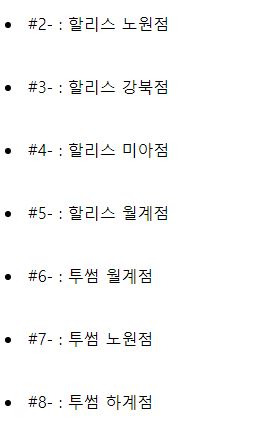 #2- : 할리스 노원점
#3- : 할리스 강북점
#4- : 할리스 미아점
#5- : 할리스 월계점
#6- : 투썸 월계점
#7- : 투썸 노원점
#8- : 투썸 하계점